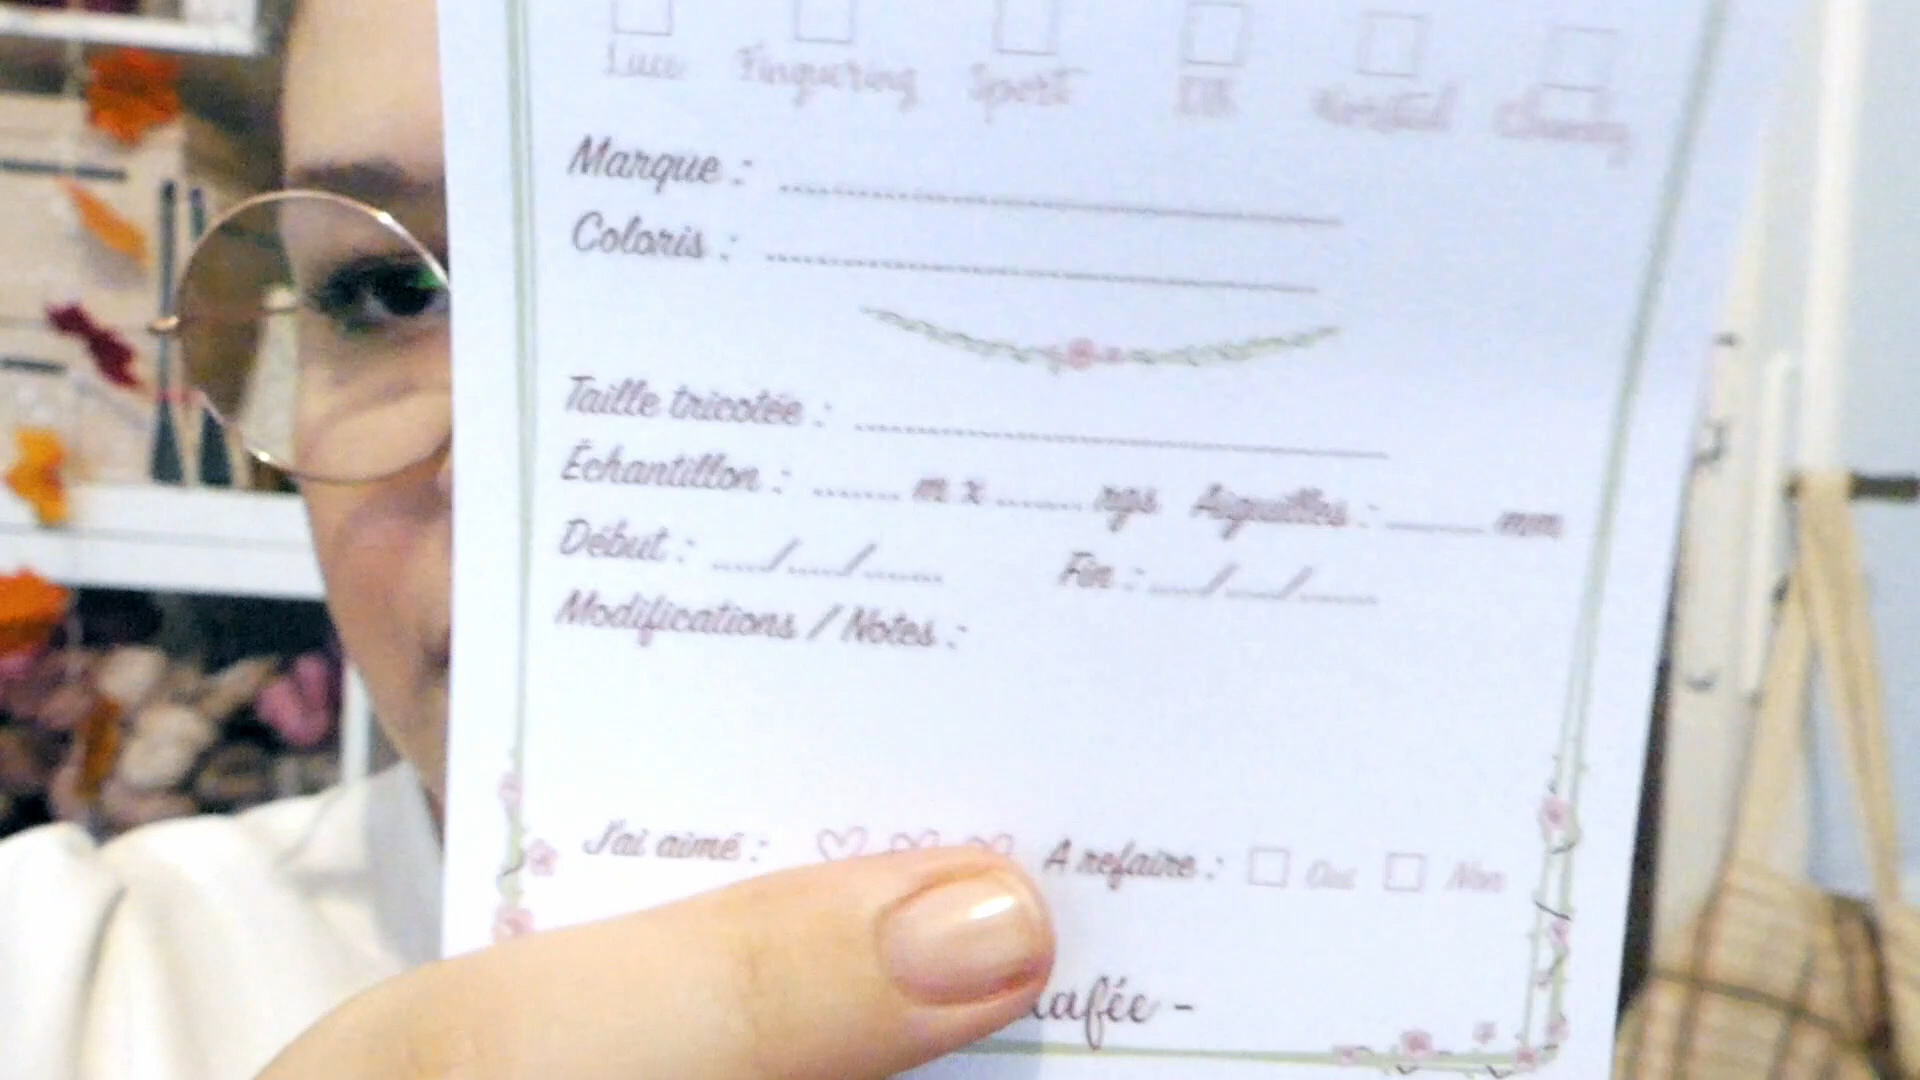 Lace Fingering Sport DK Worsted Chunky
Marque :
Coloris :
Taille tricotée :
Échantillon : ....... m x ....... rgs Aiguilles : ....... mm
Début : ..../..../...... Fin : ..../..../......
Modifications / Notes :
J'ai aimé : A refaire : Oui Non
lafée -